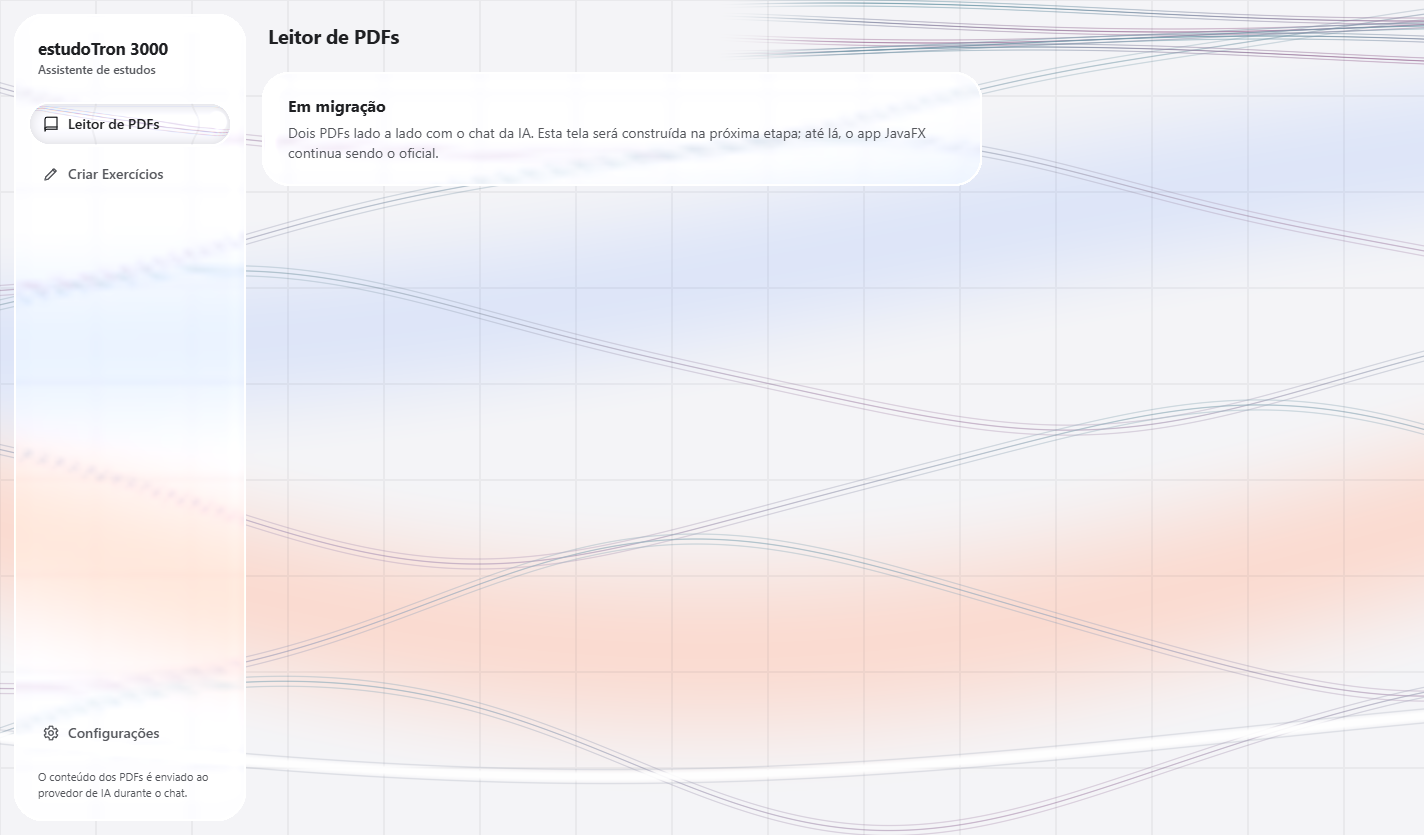 estudoTron 3000
Assistente de estudos
Leitor de PDFs
Criar Exercícios
Configurações
O conteúdo dos PDFs é enviado ao
provedor de IA durante o chat.
Leitor de PDFs
Em migração
Dois PDFs lado a lado com o chat da IA. Esta tela será construída na próxima etapa; até lá, o app JavaFX
continua sendo o oficial.